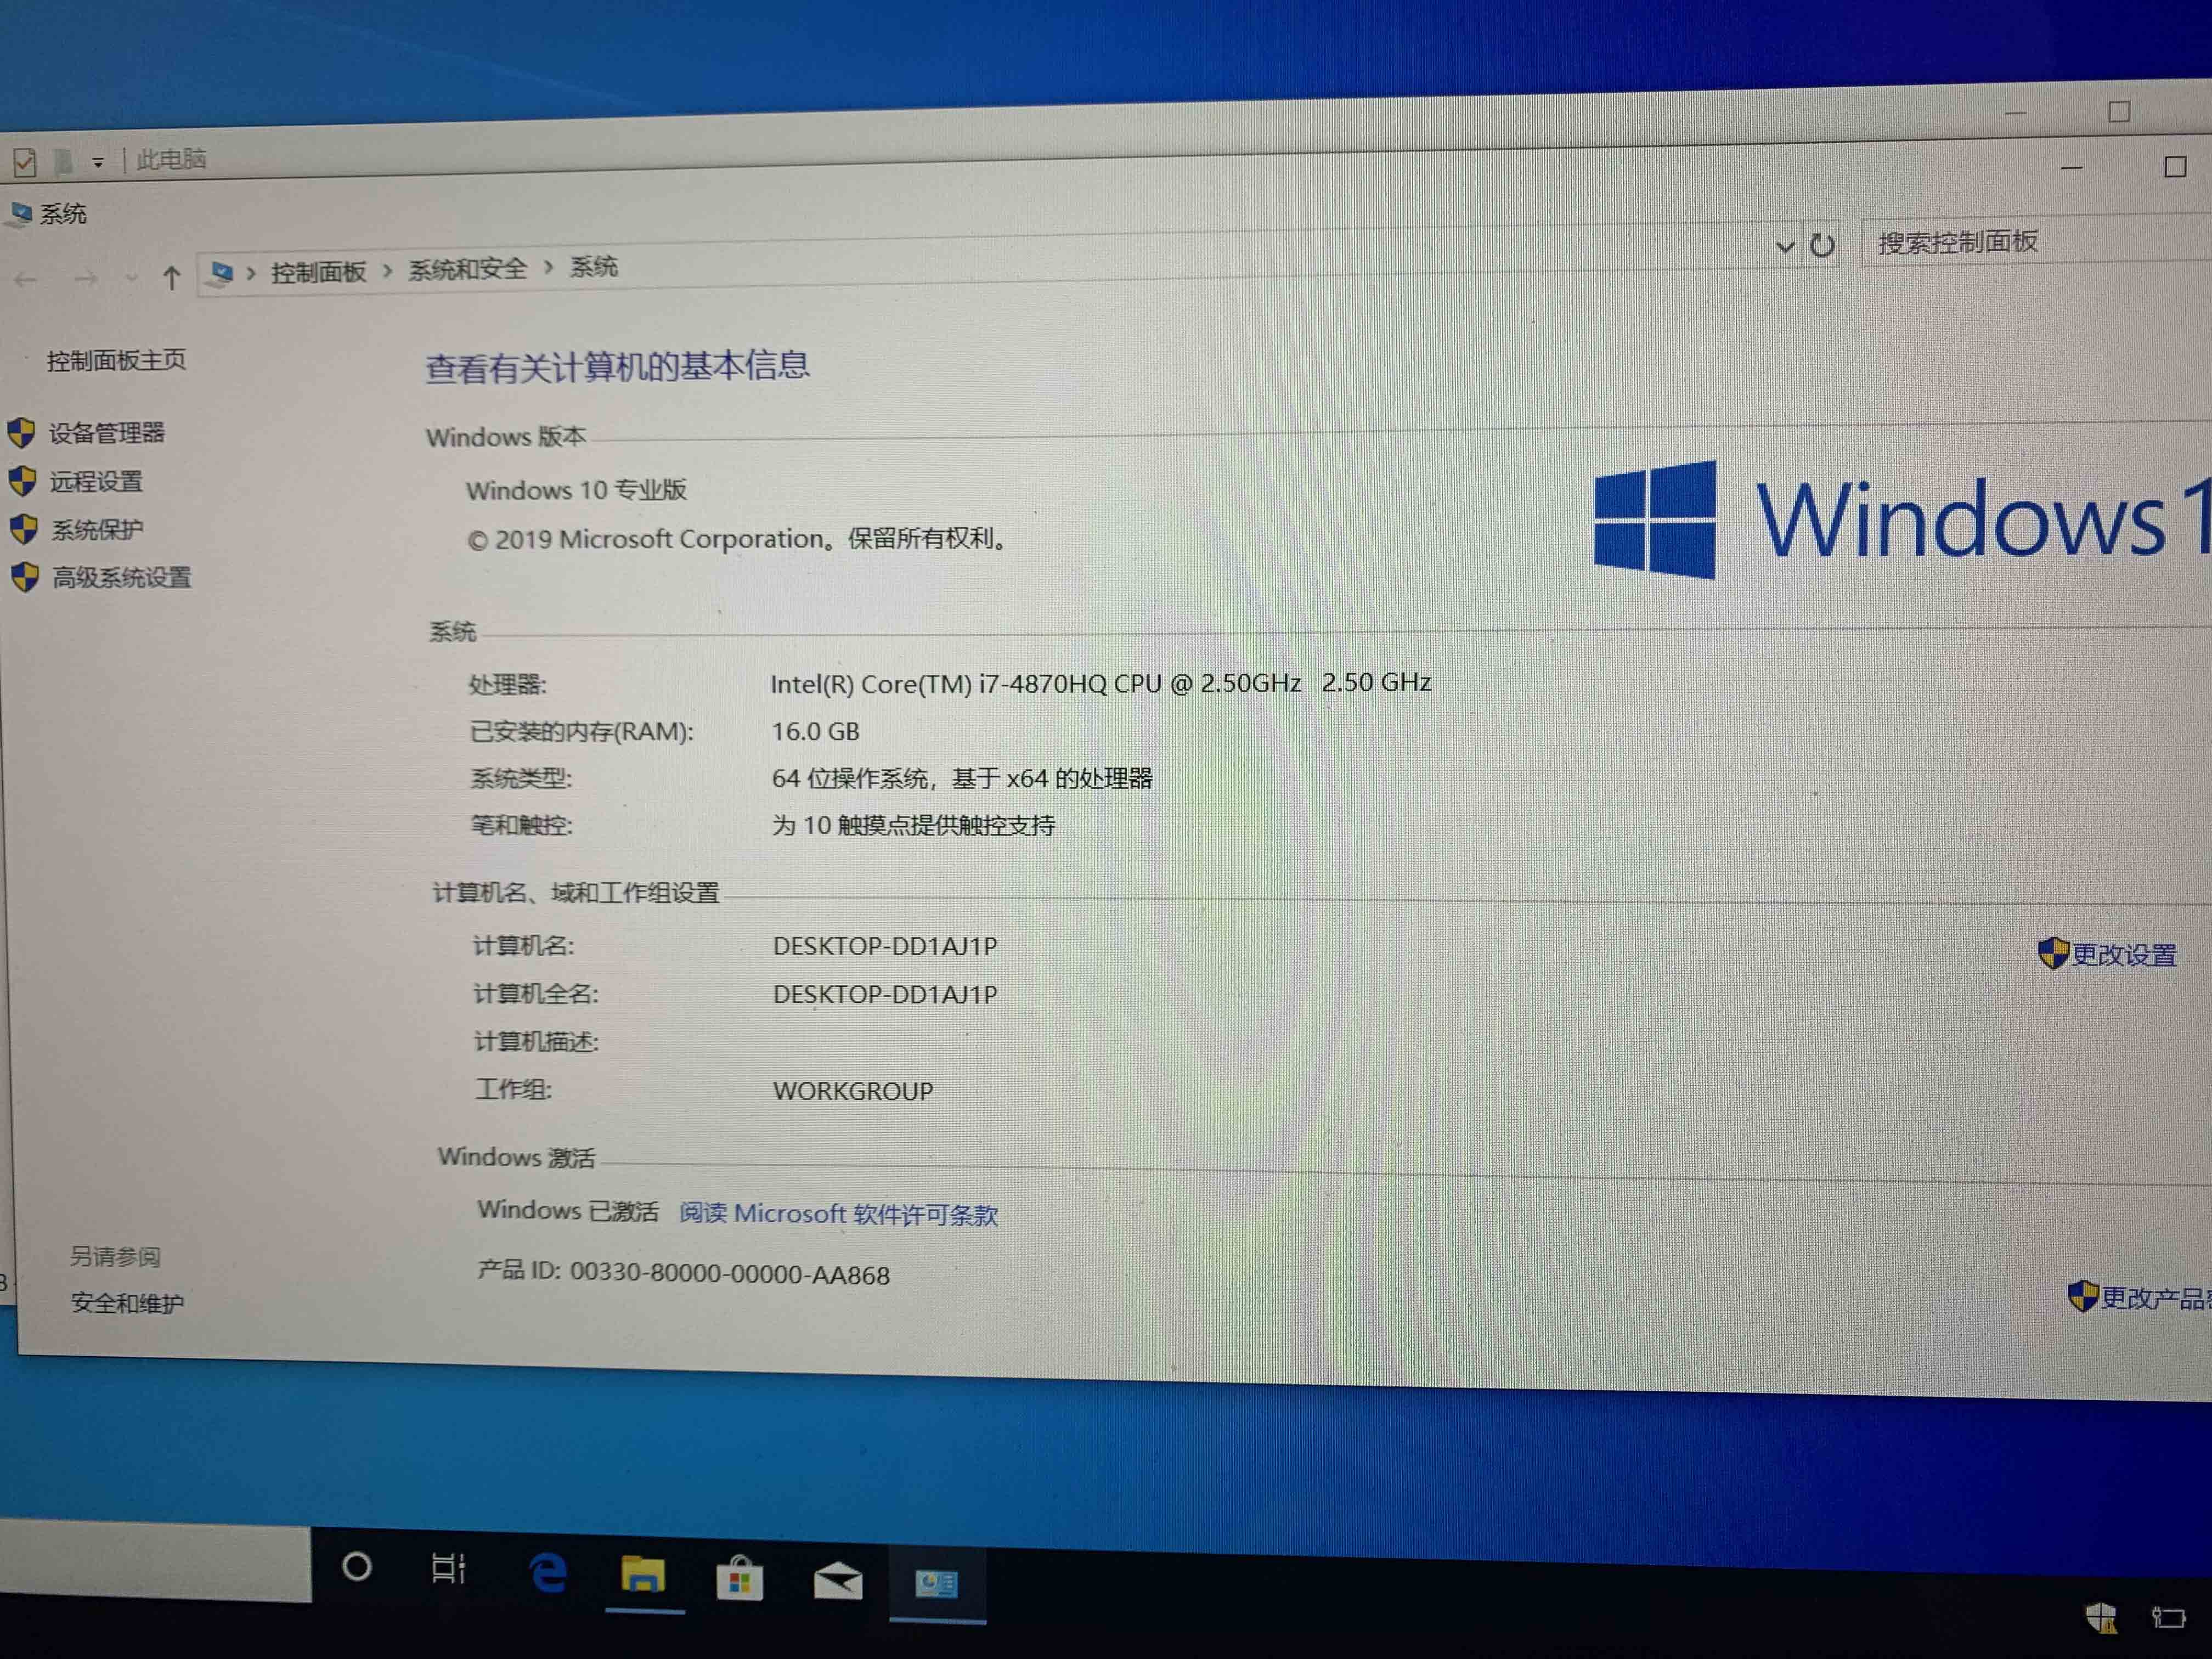 此电脑
系统
控制面板 › 系统和安全 › 系统
搜索控制面板
控制面板主页
设备管理器
远程设置
系统保护
高级系统设置
查看有关计算机的基本信息
Windows 版本
Windows 10 专业版
© 2019 Microsoft Corporation。保留所有权利。
Windows 1
系统
处理器: Intel(R) Core(TM) i7-4870HQ CPU @ 2.50GHz 2.50 GHz
已安装的内存(RAM): 16.0 GB
系统类型: 64 位操作系统，基于 x64 的处理器
笔和触控: 为 10 触摸点提供触控支持
计算机名、域和工作组设置
计算机名: DESKTOP-DD1AJ1P
更改设置
计算机全名: DESKTOP-DD1AJ1P
计算机描述:
工作组: WORKGROUP
Windows 激活
Windows 已激活 阅读 Microsoft 软件许可条款
产品 ID: 00330-80000-00000-AA868
更改产品
另请参阅
安全和维护